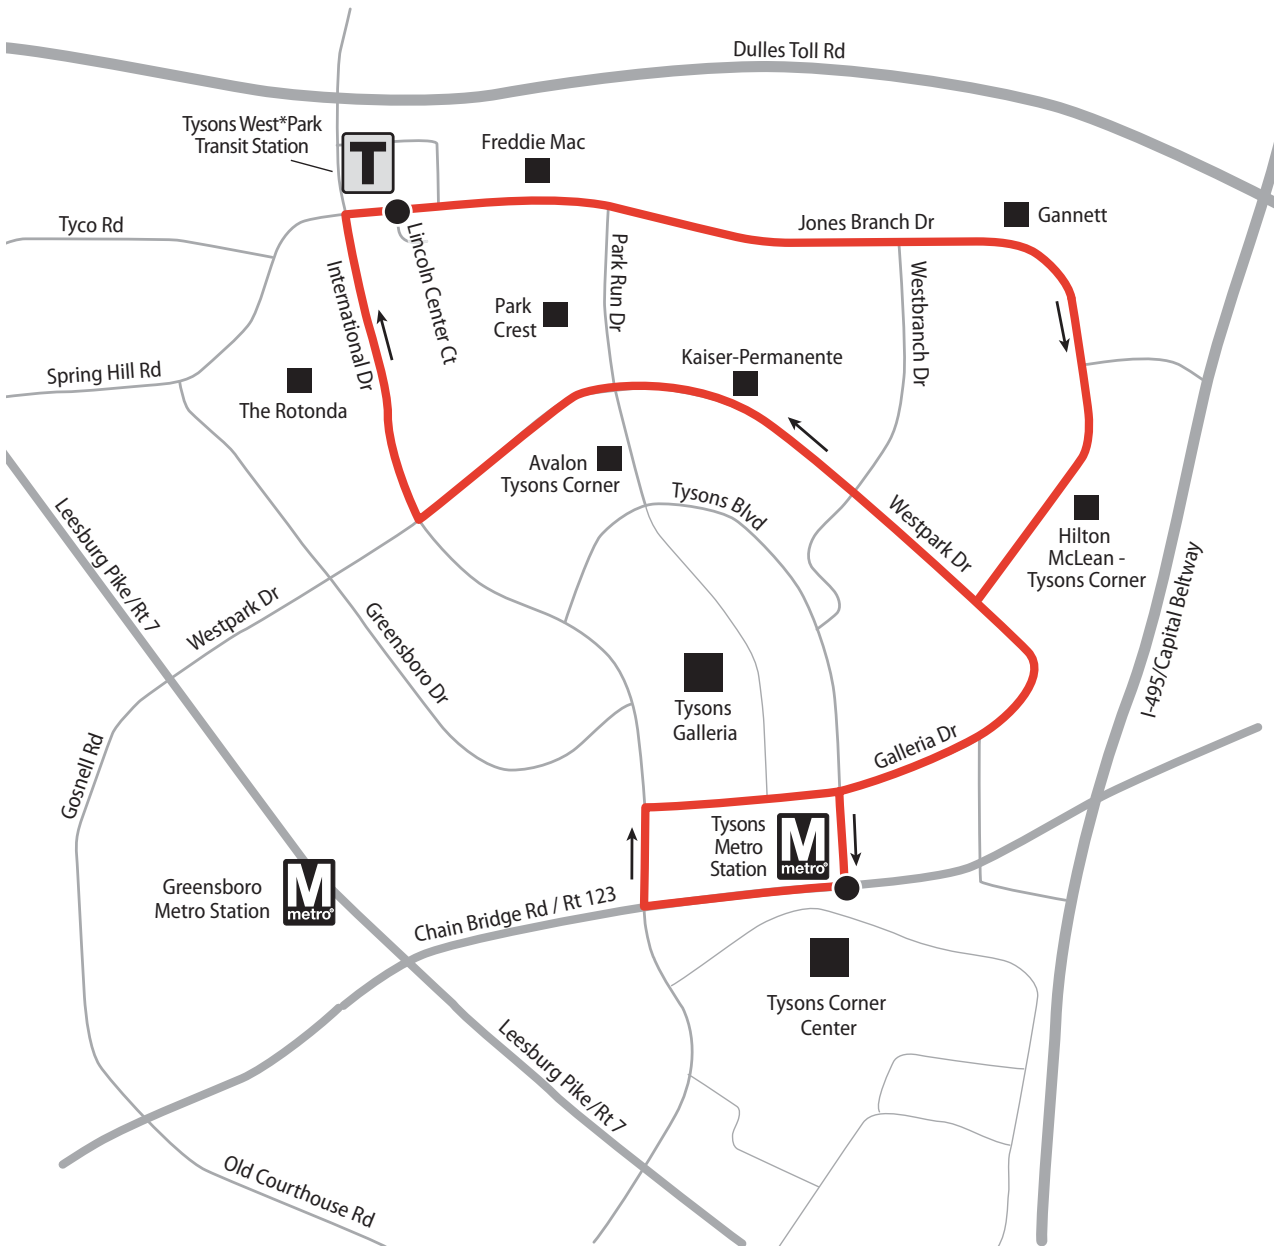 Dulles Toll Rd
Tysons West*Park
Transit Station
T
Freddie Mac
Tyco Rd
Jones Branch Dr
Gannett
Lincoln Center Ct
International Dr
Park Run Dr
Westbranch Dr
Park
Crest
Spring Hill Rd
Kaiser-Permanente
The Rotonda
Avalon
Tysons Corner
Tysons Blvd
Westpark Dr
Hilton
McLean -
Tysons Corner
Leesburg Pike/Rt 7
Westpark Dr
Greensboro Dr
I-495/Capital Beltway
Tysons
Galleria
Galleria Dr
Gosnell Rd
Tysons
Metro
Station
M
metro®
Greensboro
Metro Station
M
metro®
Chain Bridge Rd / Rt 123
Tysons Corner
Center
Leesburg Pike/Rt 7
Old Courthouse Rd